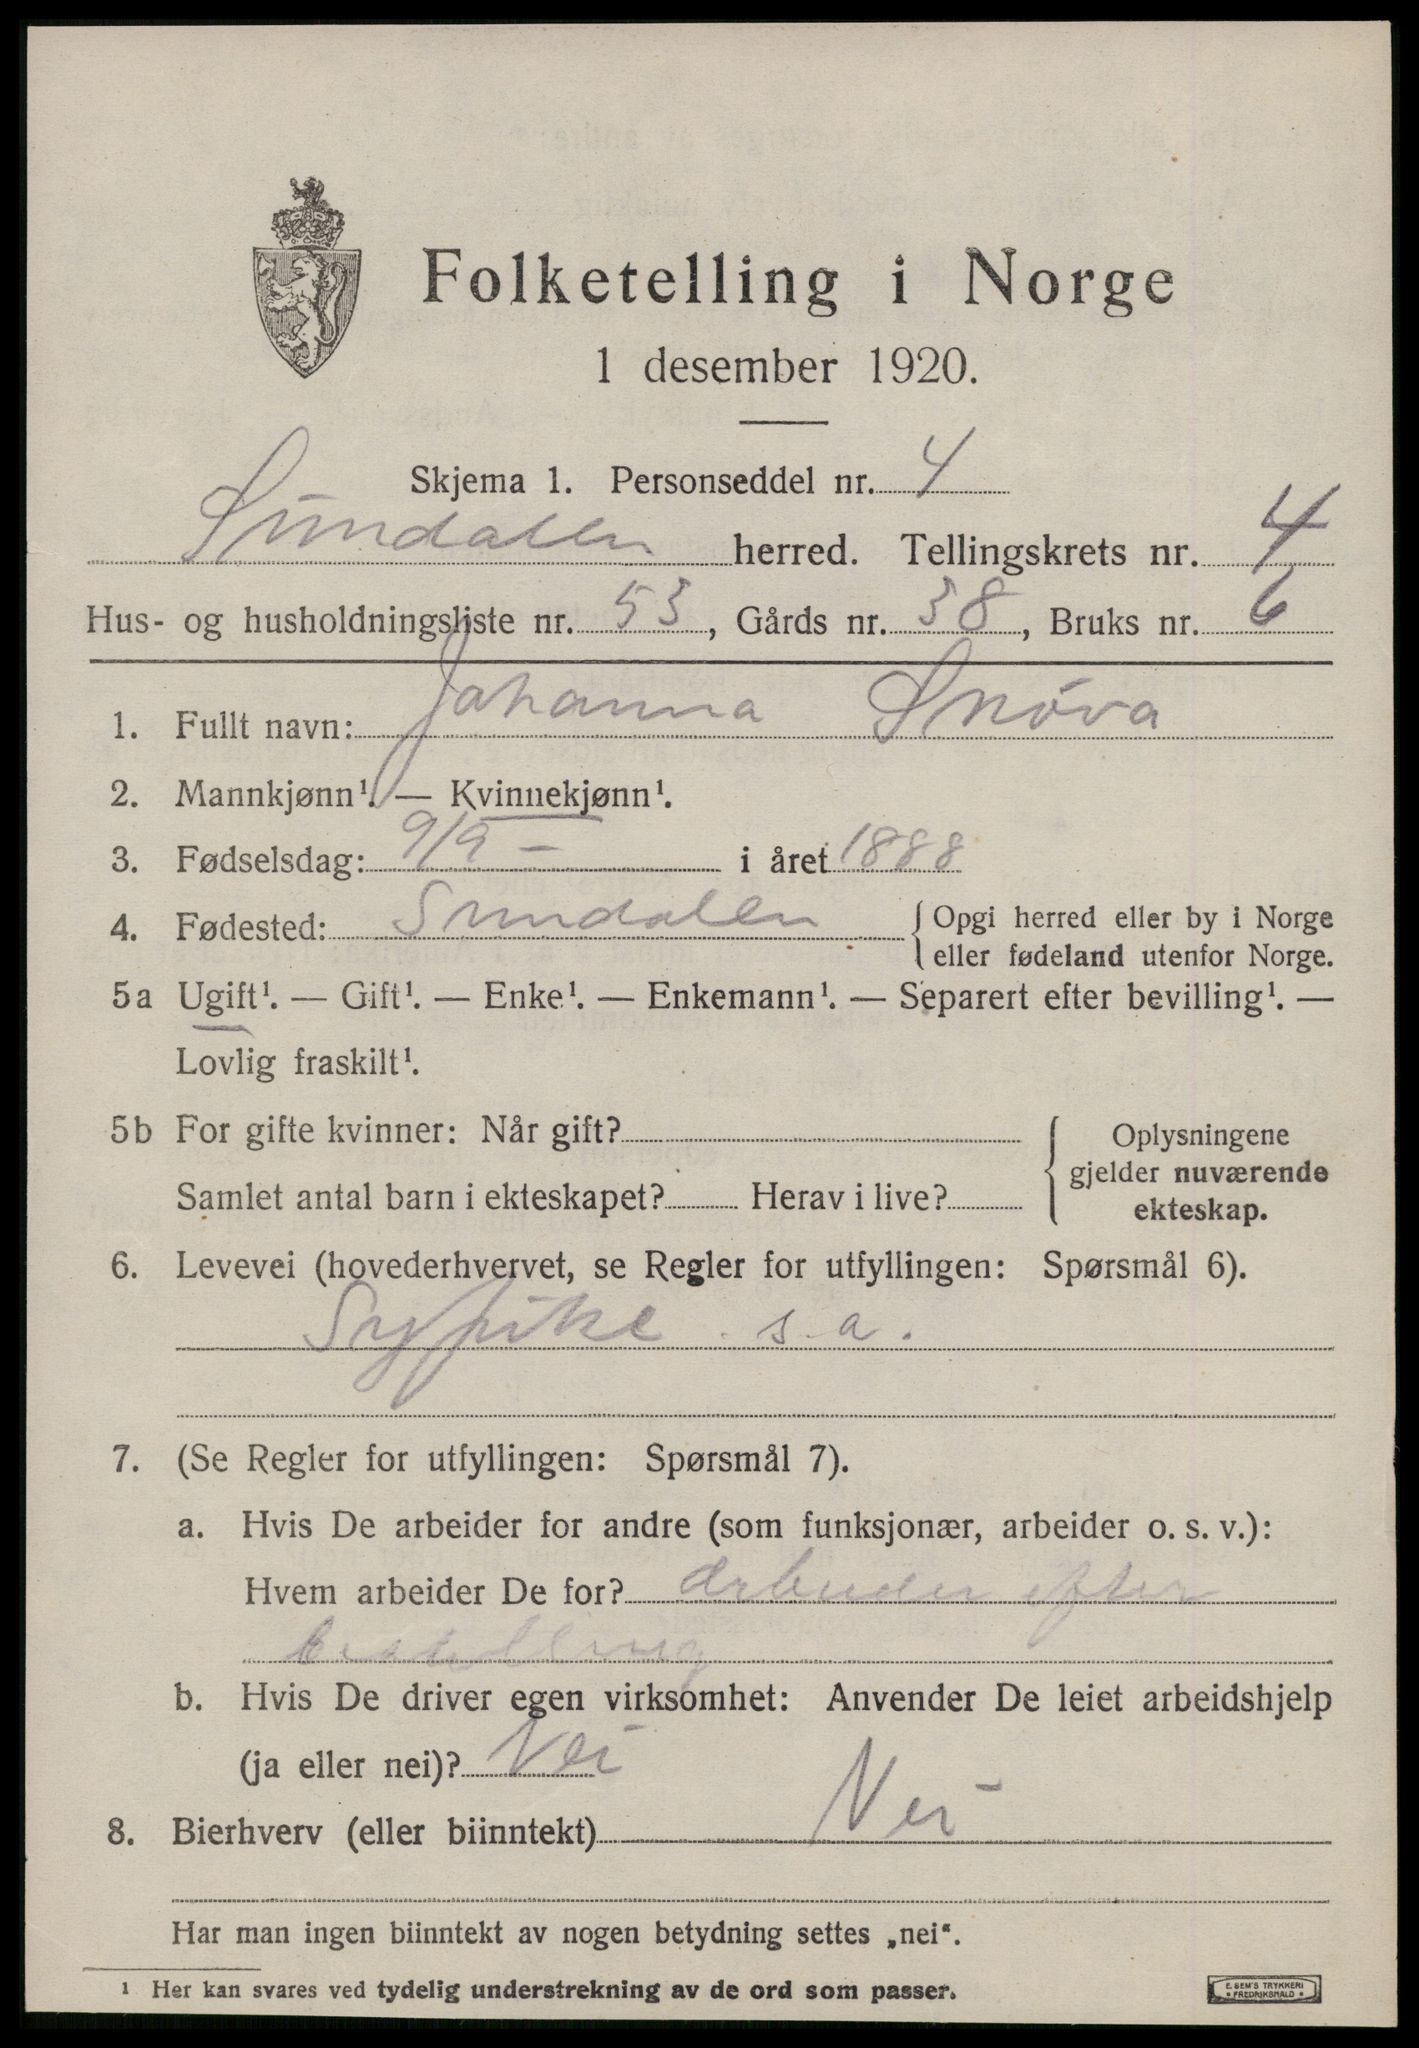 Folketelling i Norge
1 desember 1920.
Skjema 1. Personseddel nr. 4
Sundalen herred. Tellingskrets nr. 4
Hus- og husholdningsliste nr. 53, Gårds nr. 38, Bruks nr. 6
1. Fullt navn: Johanna Snøva
2. Mannkjønn¹. — Kvinnekjønn¹.
3. Fødselsdag: 9/9 – i året 1888
4. Fødested: Sundalen { Opgi herred eller by i Norge
eller fødeland utenfor Norge.
5a Ugift¹. — Gift¹. — Enke¹. — Enkemann¹. — Separert efter bevilling¹. —
Lovlig fraskilt¹.
5b For gifte kvinner: Når gift?
Samlet antal barn i ekteskapet? Herav i live?
Oplysningene
gjelder nuværende
ekteskap.
6. Levevei (hovederhvervet, se Regler for utfyllingen: Spørsmål 6).
Sypike s.a.
7. (Se Regler for utfyllingen: Spørsmål 7).
a. Hvis De arbeider for andre (som funksjonær, arbeider o. s. v.):
Hvem arbeider De for? Arbeider efter
bestilling
b. Hvis De driver egen virksomhet: Anvender De leiet arbeidshjelp
(ja eller nei)? Nei
8. Bierhverv (eller biinntekt) Nei
Har man ingen biinntekt av nogen betydning settes „nei“.
¹ Her kan svares ved tydelig understrekning av de ord som passer.
E. SEM'S TRYKKERI
• FREDRIKSHALD •